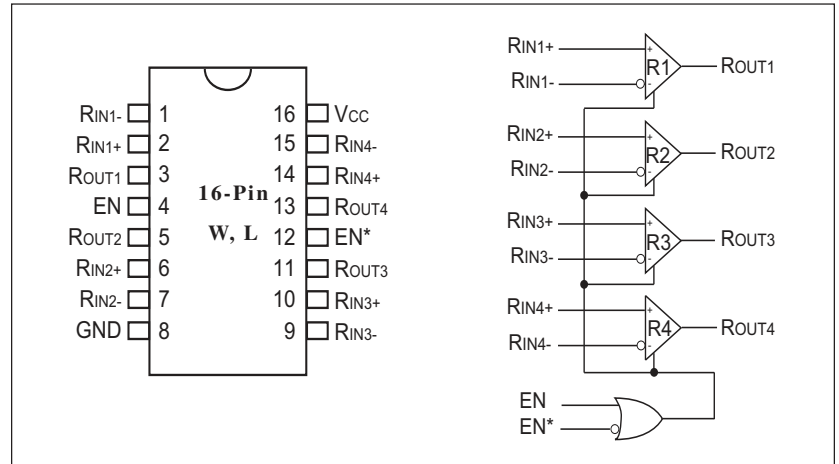 RIN1- 1 16 VCC
RIN1+ 2 15 RIN4-
ROUT1 3 14 RIN4+
EN 4 13 ROUT4
ROUT2 5 12 EN*
RIN2+ 6 11 ROUT3
RIN2- 7 10 RIN3+
GND 8 9 RIN3-
16-Pin
W, L
RIN1+ + R1 ROUT1
RIN1- -
RIN2+ + R2 ROUT2
RIN2- -
RIN3+ + R3 ROUT3
RIN3- -
RIN4+ + R4 ROUT4
RIN4- -
EN
EN*